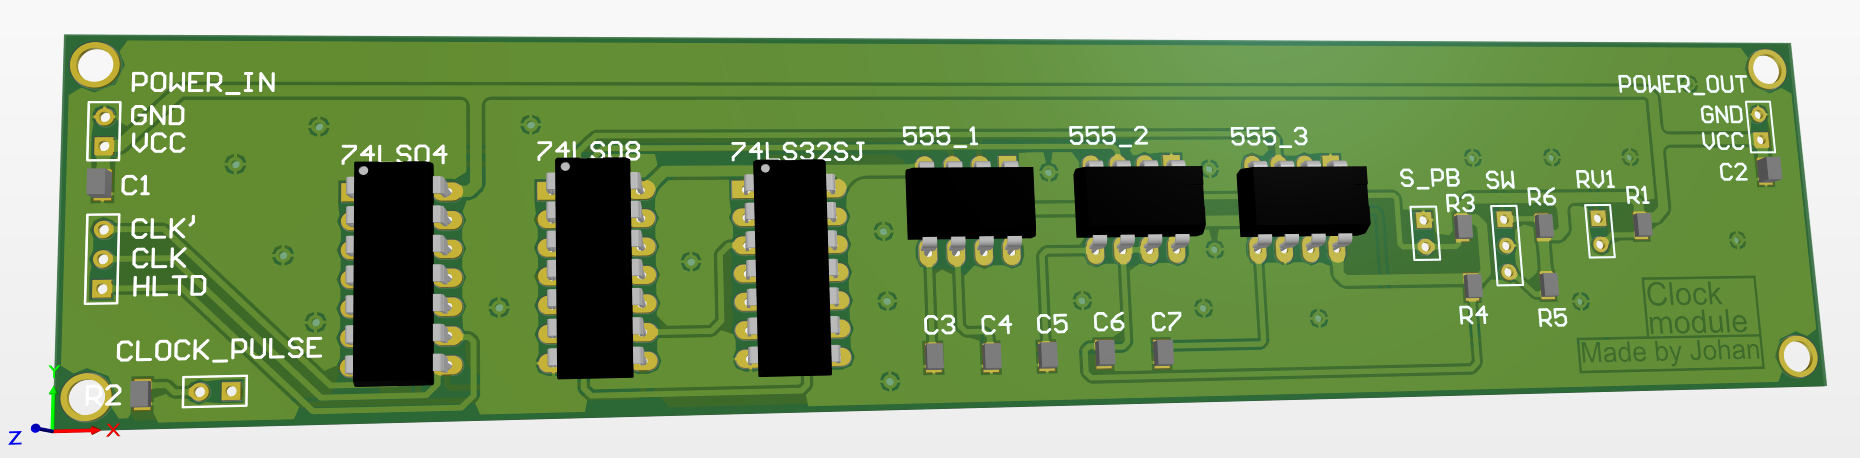 POWER_IN
GND
VCC
C1
CLK'
CLK
HLTD
CLOCK_PULSE
R2
74LS04
74LS08
74LS32SJ
555_1
555_2
555_3
C3
C4
C5
C6
C7
S_PB
R3
SW
R6
RV1
R1
R4
R5
POWER_OUT
GND
VCC
C2
Clock
module
Made by Johan
Y
Z
X